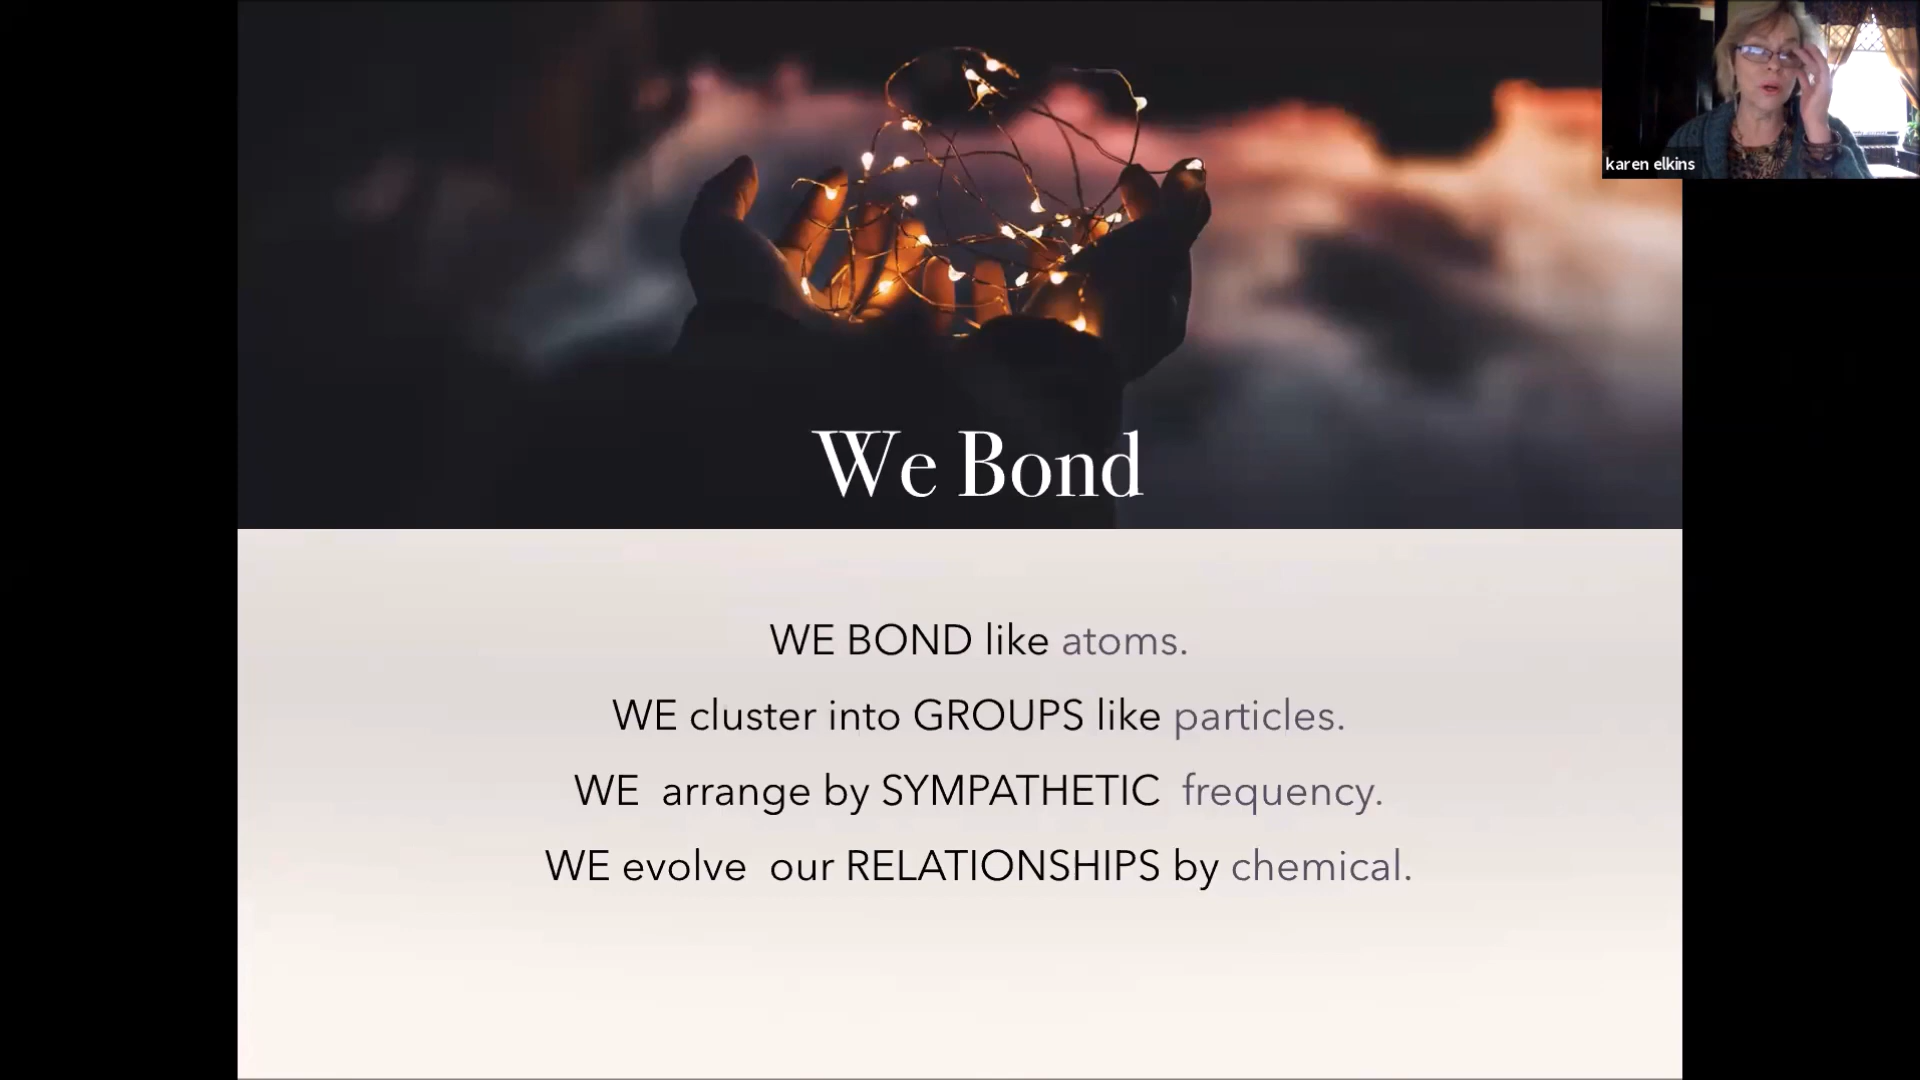 karen elkins
We Bond
WE BOND like atoms.
WE cluster into GROUPS like particles.
WE  arrange by SYMPATHETIC  frequency.
WE evolve  our RELATIONSHIPS by chemical.